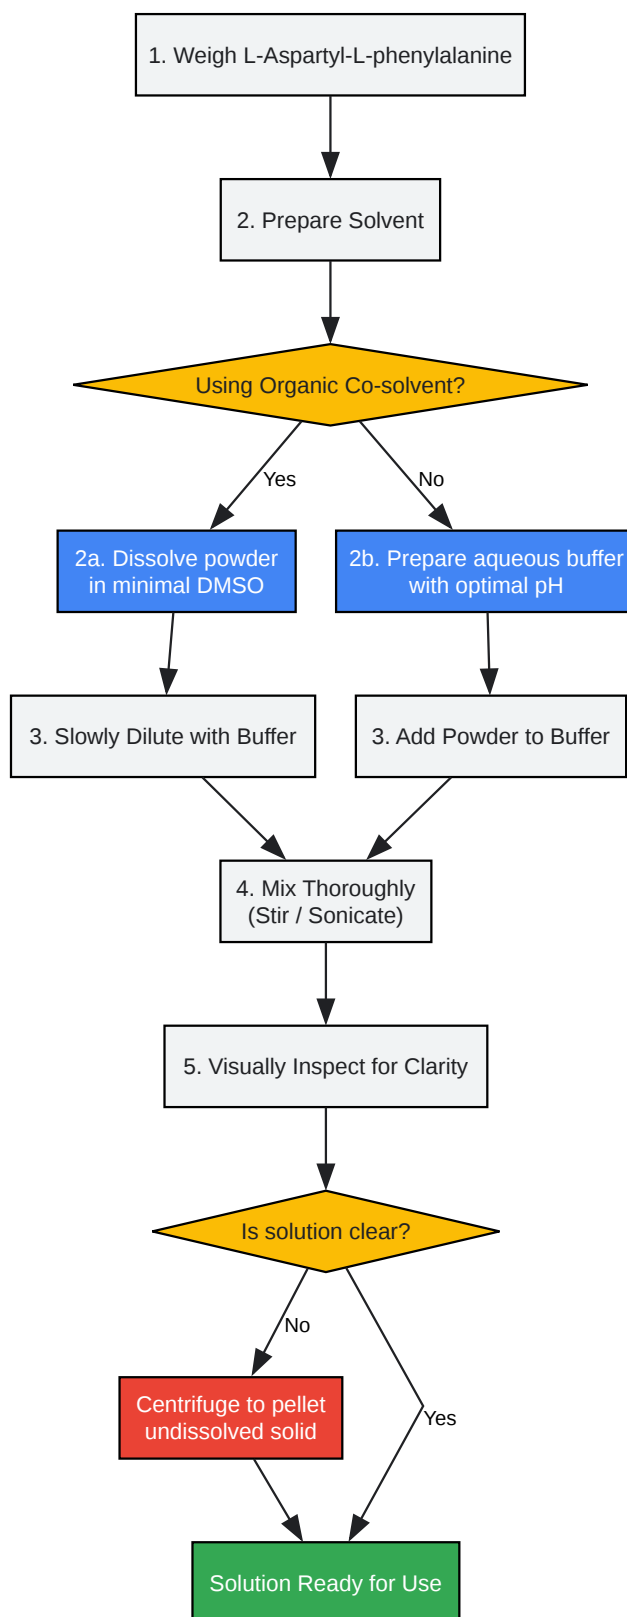 1. Weigh L-Aspartyl-L-phenylalanine
2. Prepare Solvent
Using Organic Co-solvent?
Yes
No
2a. Dissolve powder
in minimal DMSO
2b. Prepare aqueous buffer
with optimal pH
3. Slowly Dilute with Buffer
3. Add Powder to Buffer
4. Mix Thoroughly
(Stir / Sonicate)
5. Visually Inspect for Clarity
Is solution clear?
No
Centrifuge to pellet
undissolved solid
Yes
Solution Ready for Use